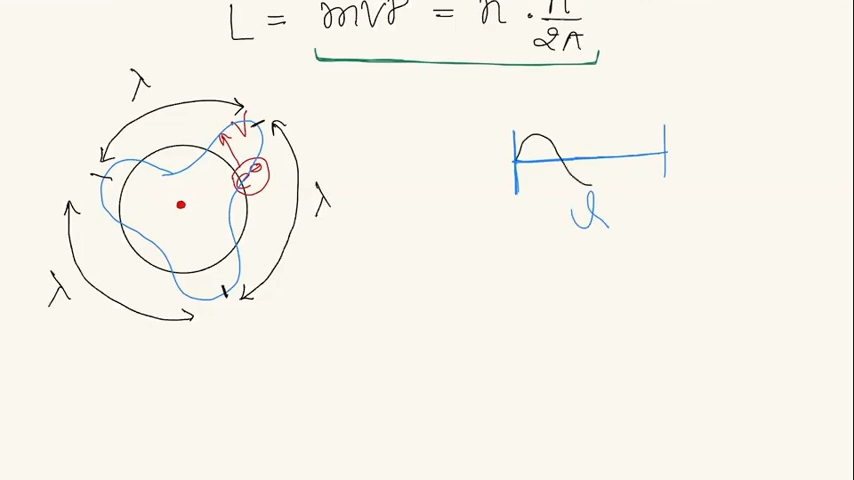 L = mvr = n · h/2π
λ
V
λ
λ